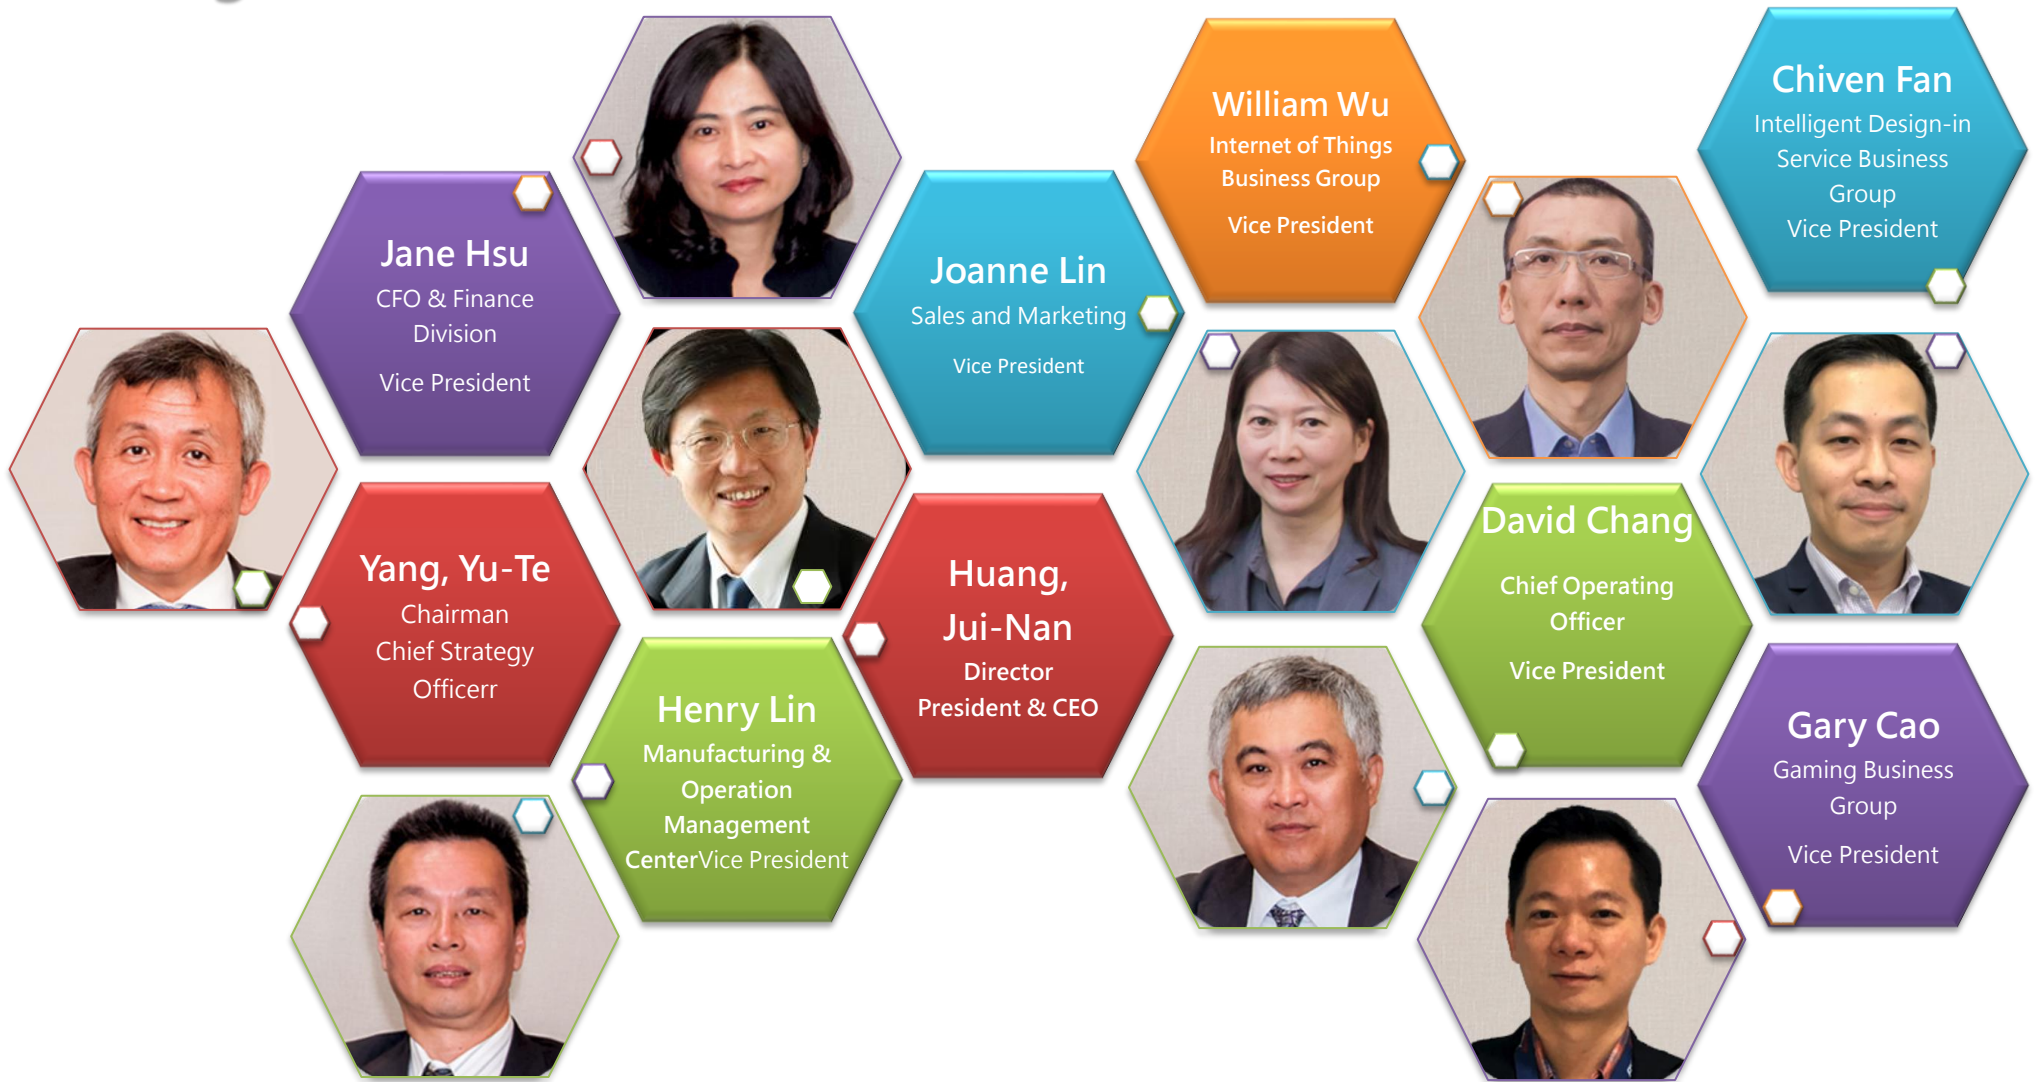 Jane Hsu
CFO & Finance
Division
Vice President
Yang, Yu-Te
Chairman
Chief Strategy
Officerr
Henry Lin
Manufacturing &
Operation
Management
CenterVice President
Joanne Lin
Sales and Marketing
Vice President
Huang,
Jui-Nan
Director
President & CEO
William Wu
Internet of Things
Business Group
Vice President
David Chang
Chief Operating
Officer
Vice President
Chiven Fan
Intelligent Design-in
Service Business
Group
Vice President
Gary Cao
Gaming Business
Group
Vice President